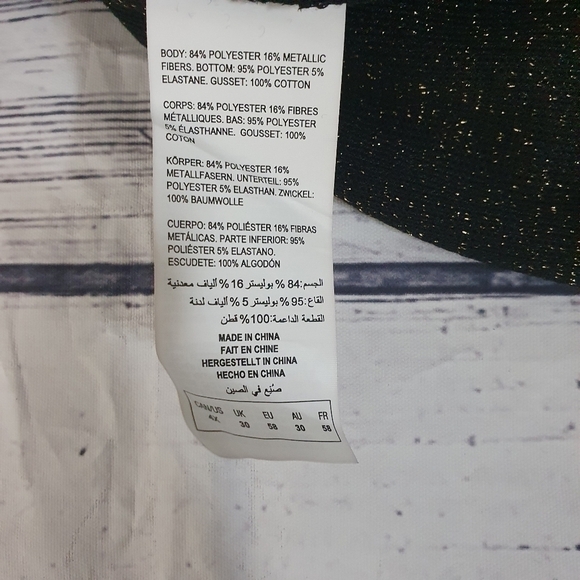 BODY: 84% POLYESTER 16% METALLIC
FIBERS. BOTTOM: 95% POLYESTER 5%
ELASTANE. GUSSET: 100% COTTON
CORPS: 84% POLYESTER 16% FIBRES
MÉTALLIQUES. BAS: 95% POLYESTER
5% ÉLASTHANNE. GOUSSET: 100%
COTON
KÖRPER: 84% POLYESTER 16%
METALLFASERN. UNTERTEIL: 95%
POLYESTER 5% ELASTHAN. ZWICKEL:
100% BAUMWOLLE
CUERPO: 84% POLIÉSTER 16% FIBRAS
METÁLICAS. PARTE INFERIOR: 95%
POLIÉSTER 5% ELASTANO.
ESCUDETE: 100% ALGODÓN
الجسم: 84% بوليستر 16% ألياف معدنية
القاع: 95% بوليستر 5% ألياف لدنة
القطعة الداعمة: 100% قطن
MADE IN CHINA
FAIT EN CHINE
HERGESTELLT IN CHINA
HECHO EN CHINA
صُنِع في الصين
CAN/US UK EU AU FR
4X 30 58 30 58